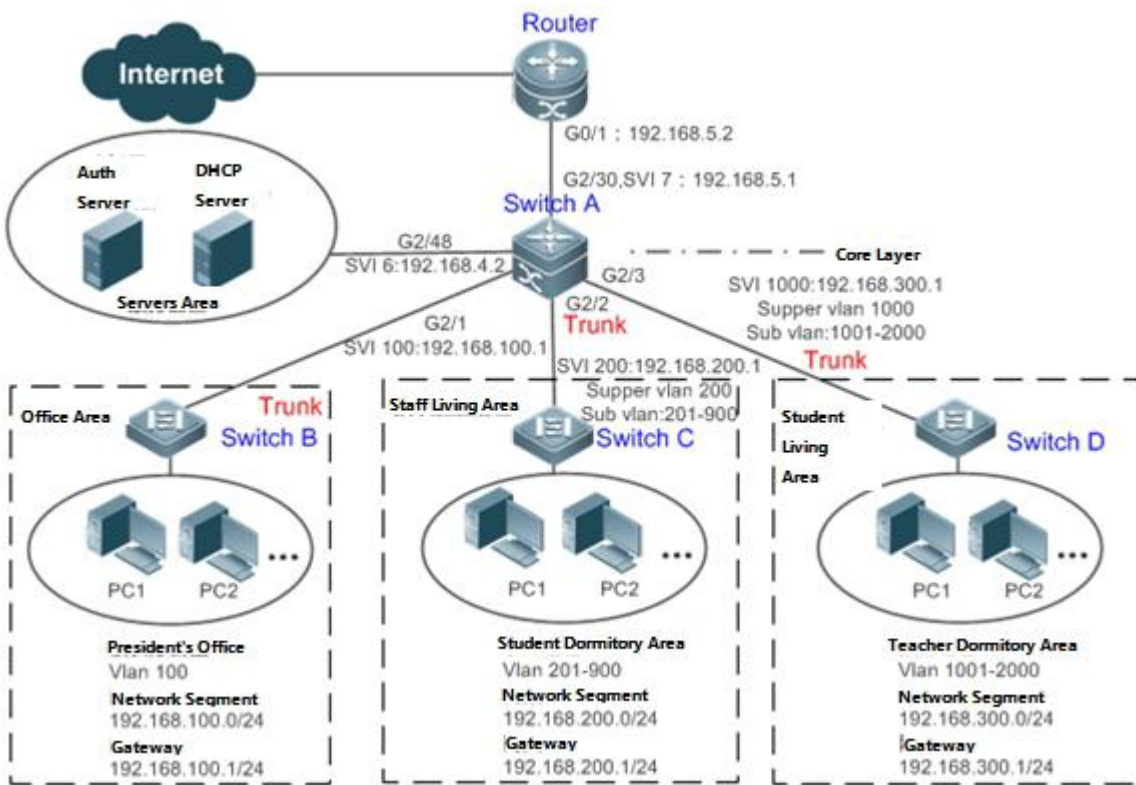 Router
Internet
G0/1 : 192.168.5.2
Auth
Server
DHCP
Server
G2/30,SVI 7 : 192.168.5.1
Switch A
G2/48
SVI 6:192.168.4.2
Servers Area
Core Layer
G2/3
SVI 1000:192.168.300.1
Supper vlan 1000
Sub vlan:1001-2000
Trunk
G2/2
Trunk
G2/1
SVI 100:192.168.100.1
SVI 200:192.168.200.1
Supper vlan 200
Sub vlan:201-900
Office Area
Trunk
Switch B
Staff Living Area
Switch C
Student
Living
Area
Switch D
PC1
PC2
...
PC1
PC2
...
PC1
PC2
...
President's Office
Vlan 100
Network Segment
192.168.100.0/24
Gateway
192.168.100.1/24
Student Dormitory Area
Vlan 201-900
Network Segment
192.168.200.0/24
Gateway
192.168.200.1/24
Teacher Dormitory Area
Vlan 1001-2000
Network Segment
192.168.300.0/24
Gateway
192.168.300.1/24